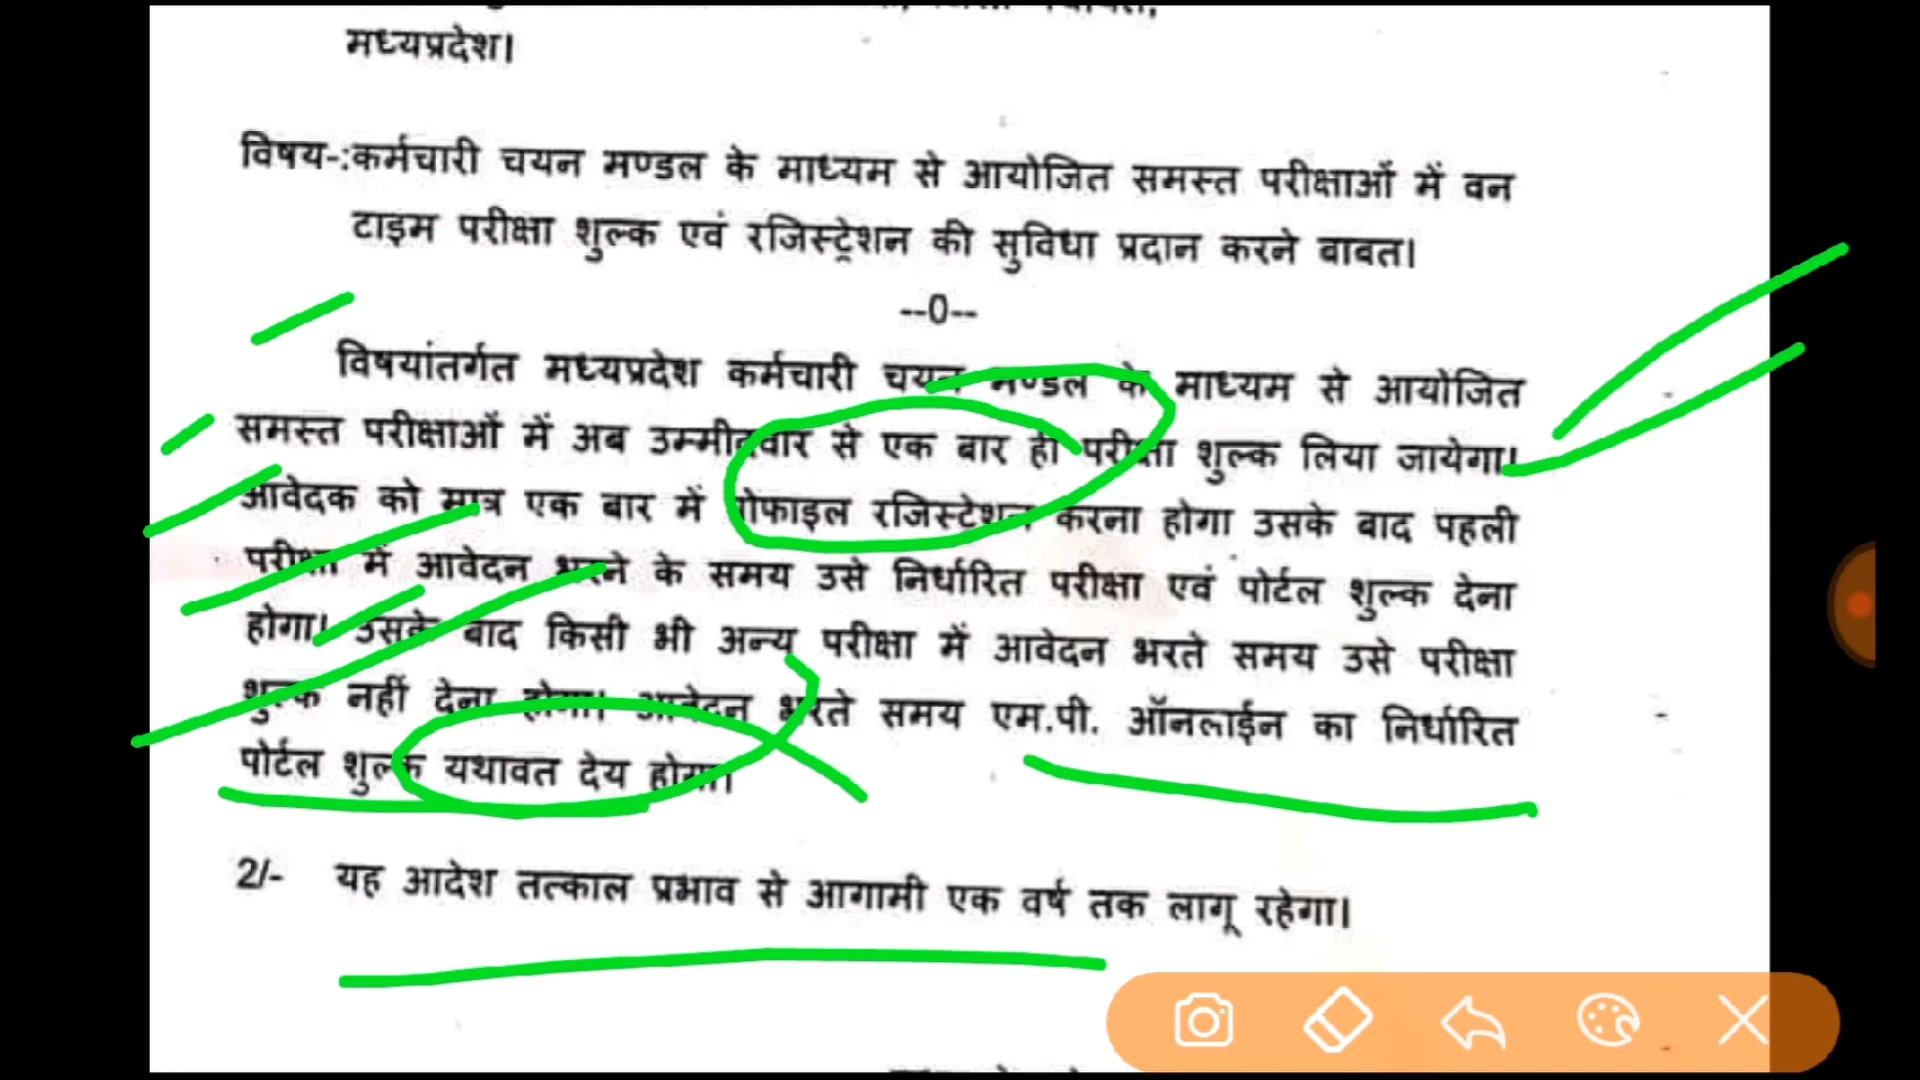 मध्यप्रदेश।
विषय-:कर्मचारी चयन मण्डल के माध्यम से आयोजित समस्त परीक्षाओं में वन
टाइम परीक्षा शुल्क एवं रजिस्ट्रेशन की सुविधा प्रदान करने बाबत।
--0--
विषयांतर्गत मध्यप्रदेश कर्मचारी चयन मण्डल के माध्यम से आयोजित
समस्त परीक्षाओं में अब उम्मीदवार से एक बार ही परीक्षा शुल्क लिया जायेगा।
आवेदक को मात्र एक बार में प्रोफाइल रजिस्टेशन करना होगा उसके बाद पहली
परीक्षा में आवेदन भरने के समय उसे निर्धारित परीक्षा एवं पोर्टल शुल्क देना
होगा। उसके बाद किसी भी अन्य परीक्षा में आवेदन भरते समय उसे परीक्षा
शुल्क नहीं देना होगा। आवेदन भरते समय एम.पी. ऑनलाईन का निर्धारित
पोर्टल शुल्क यथावत देय होगा।
2/- यह आदेश तत्काल प्रभाव से आगामी एक वर्ष तक लागू रहेगा।